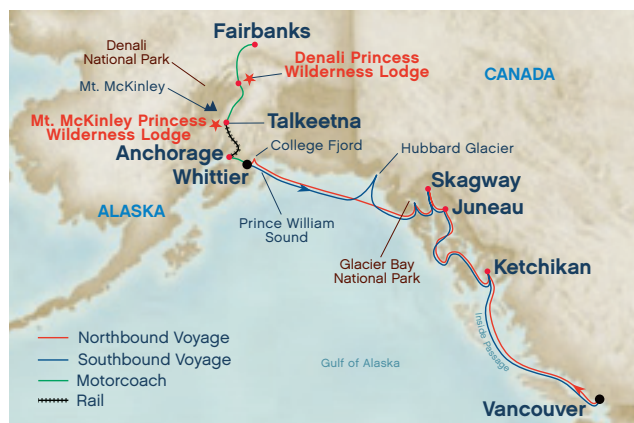 Fairbanks
Denali
National Park
Denali Princess
Wilderness Lodge
CANADA
Mt. McKinley
Mt. McKinley Princess
Wilderness Lodge
Talkeetna
College Fjord
Hubbard Glacier
Anchorage
Whittier
Skagway
ALASKA
Juneau
Prince William
Sound
Glacier Bay
National Park
Ketchikan
Northbound Voyage
Southbound Voyage
Motorcoach
Rail
Inside Passage
Gulf of Alaska
Vancouver